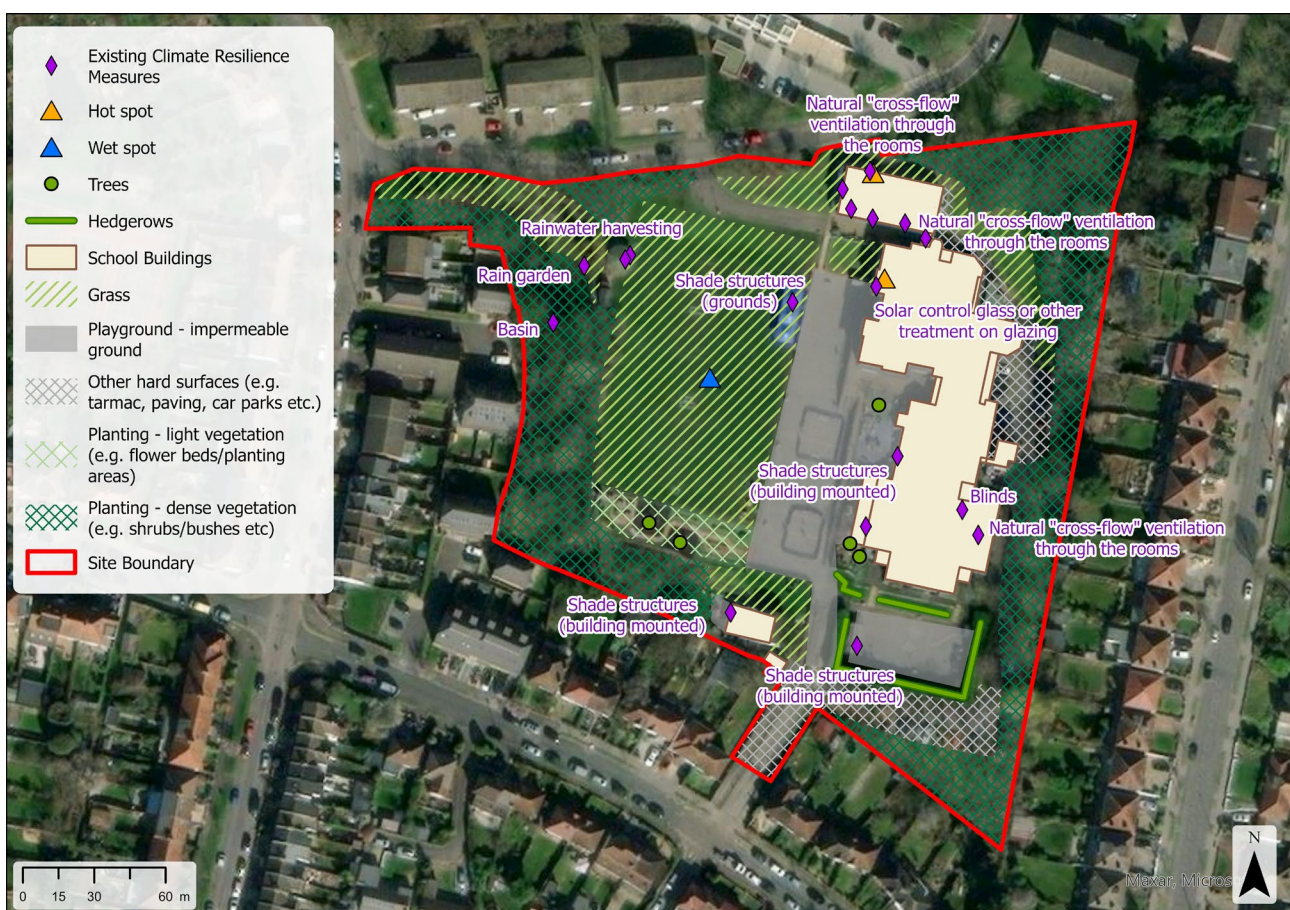 Existing Climate Resilience
Measures
Hot spot
Wet spot
Trees
Hedgerows
School Buildings
Grass
Playground - impermeable
ground
Other hard surfaces (e.g.
tarmac, paving, car parks etc.)
Planting - light vegetation
(e.g. flower beds/planting
areas)
Planting - dense vegetation
(e.g. shrubs/bushes etc)
Site Boundary
Natural "cross-flow"
ventilation through
the rooms
Rainwater harvesting
Natural "cross-flow" ventilation
through the rooms
Rain garden
Shade structures
(grounds)
Solar control glass or other
treatment on glazing
Basin
Shade structures
(building mounted)
Blinds
Natural "cross-flow" ventilation
through the rooms
Shade structures
(building mounted)
Shade structures
(building mounted)
0 15 30 60 m
N
Maxar,